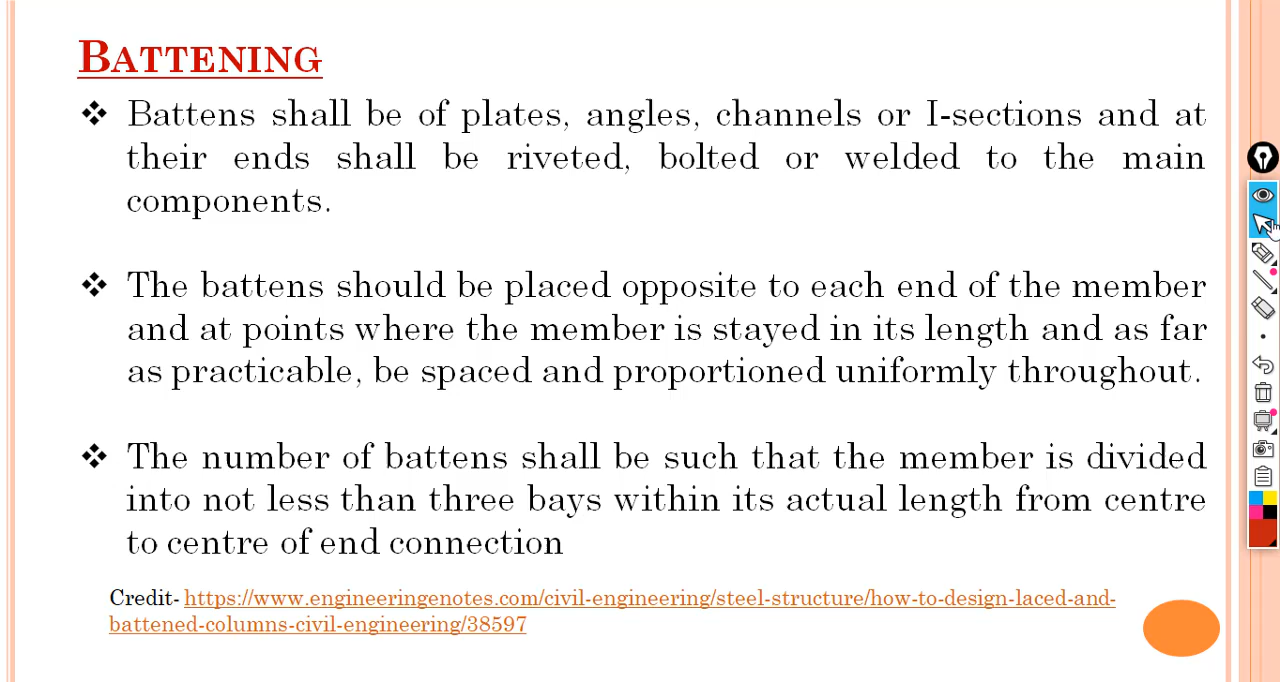 BATTENING
❖ Battens shall be of plates, angles, channels or I-sections and at
their ends shall be riveted, bolted or welded to the main
components.
❖ The battens should be placed opposite to each end of the member
and at points where the member is stayed in its length and as far
as practicable, be spaced and proportioned uniformly throughout.
❖ The number of battens shall be such that the member is divided
into not less than three bays within its actual length from centre
to centre of end connection
Credit- https://www.engineeringenotes.com/civil-engineering/steel-structure/how-to-design-laced-and-
battened-columns-civil-engineering/38597